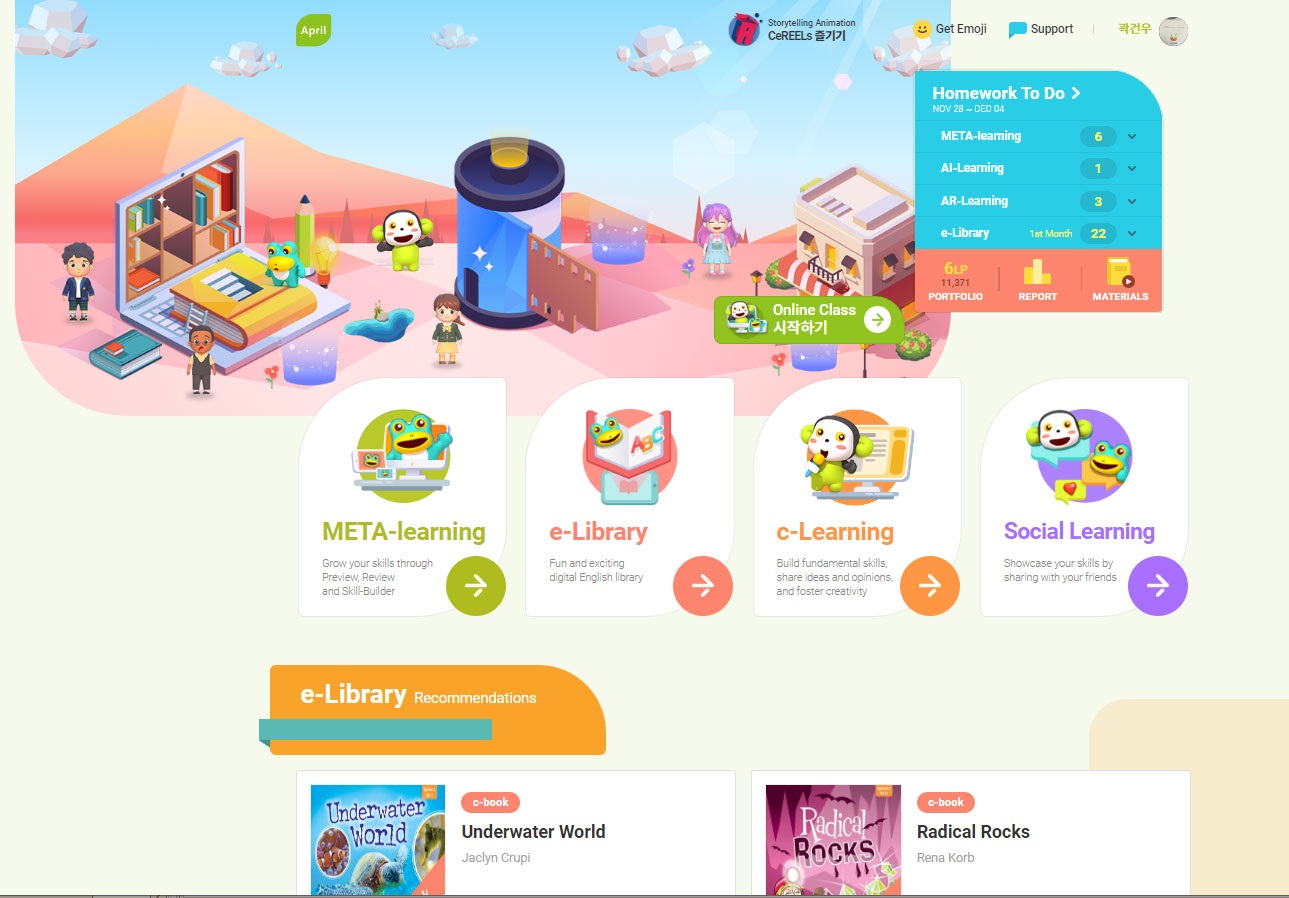 April
Storytelling Animation
CeREELs 즐기기
Get Emoji
Support
곽건우
Homework To Do
NOV 28 ~ DEC 04
META-learning 6
AI-Learning 1
AR-Learning 3
e-Library 1st Month 22
6LP
11,371
PORTFOLIO
REPORT
MATERIALS
Online Class
시작하기
ABC
META-learning
Grow your skills through
Preview, Review
and Skill-Builder
e-Library
Fun and exciting
digital English library
c-Learning
Build fundamental skills,
share ideas and opinions,
and foster creativity
Social Learning
Showcase your skills by
sharing with your friends
e-Library Recommendations
Underwater
World
c-book
Underwater World
Jaclyn Crupi
Radical
ROCKS
c-book
Radical Rocks
Rena Korb